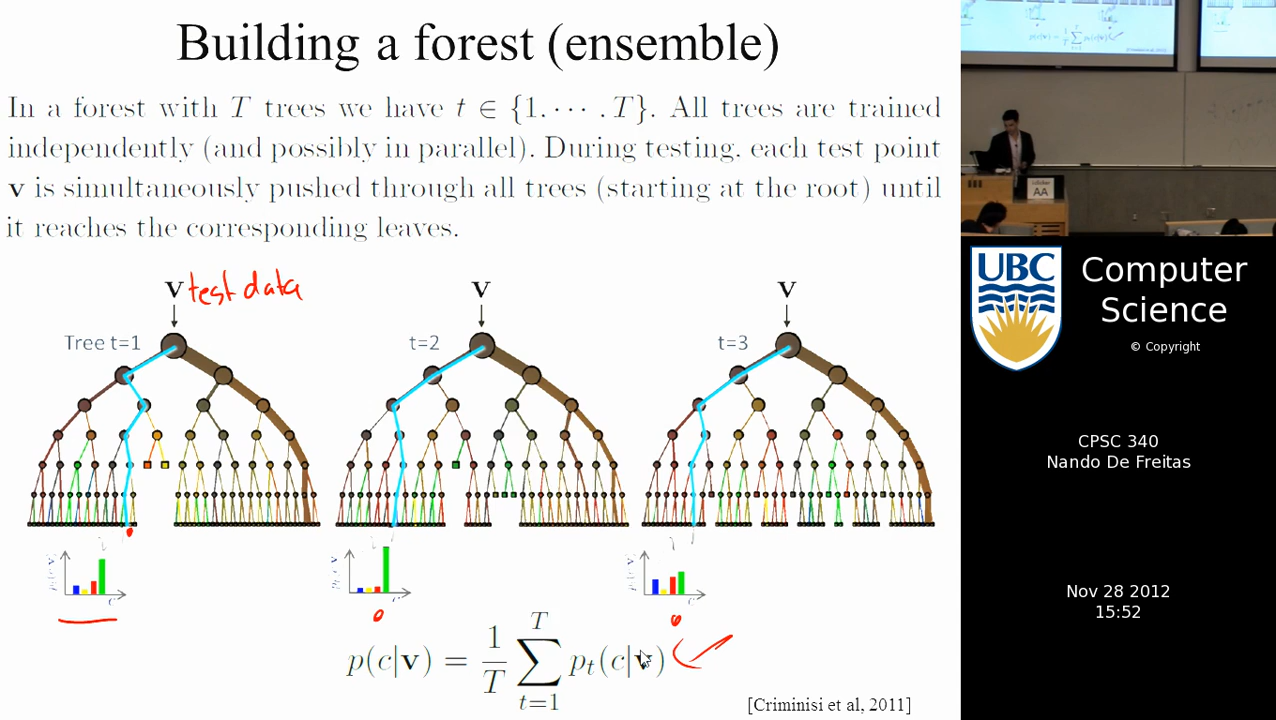 Building a forest (ensemble)
In a forest with T trees we have t ∈ {1. ⋯ . T}. All trees are trained
independently (and possibly in parallel). During testing. each test point
v is simultaneously pushed through all trees (starting at the root) until
it reaches the corresponding leaves.
v test data
v
v
Tree t=1
t=2
t=3
p(c|v) = 1/T ∑_{t=1}^{T} p_t(c|v)
[Criminisi et al, 2011]
AA
UBC
Computer
Science
© Copyright
CPSC 340
Nando De Freitas
Nov 28 2012
15:52